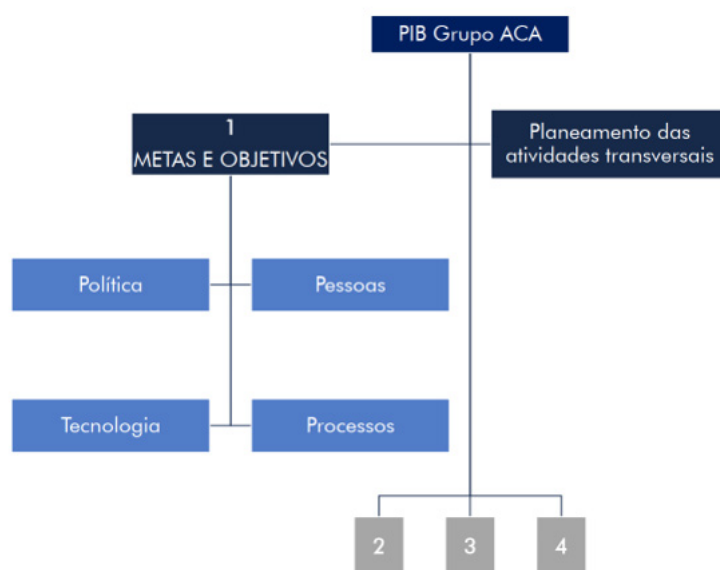 PIB Grupo ACA
1
METAS E OBJETIVOS
Planeamento das
atividades transversais
Política
Pessoas
Tecnologia
Processos
2
3
4